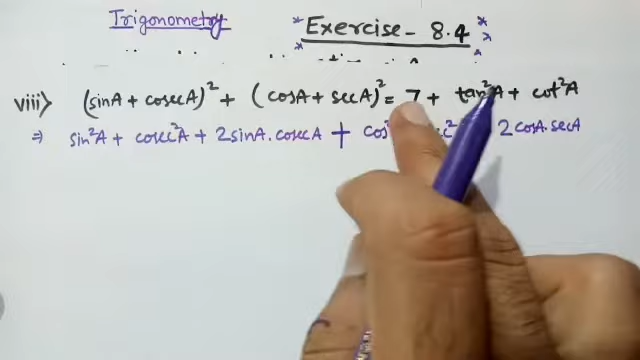 Trigonometry
Exercise - 8.4
viii> (sinA + cosecA)² + (cosA + secA)² = 7 + tan²A + cot²A
⇒ sin²A + cosec²A + 2sinA.cosecA + cos² 2cosA.secA